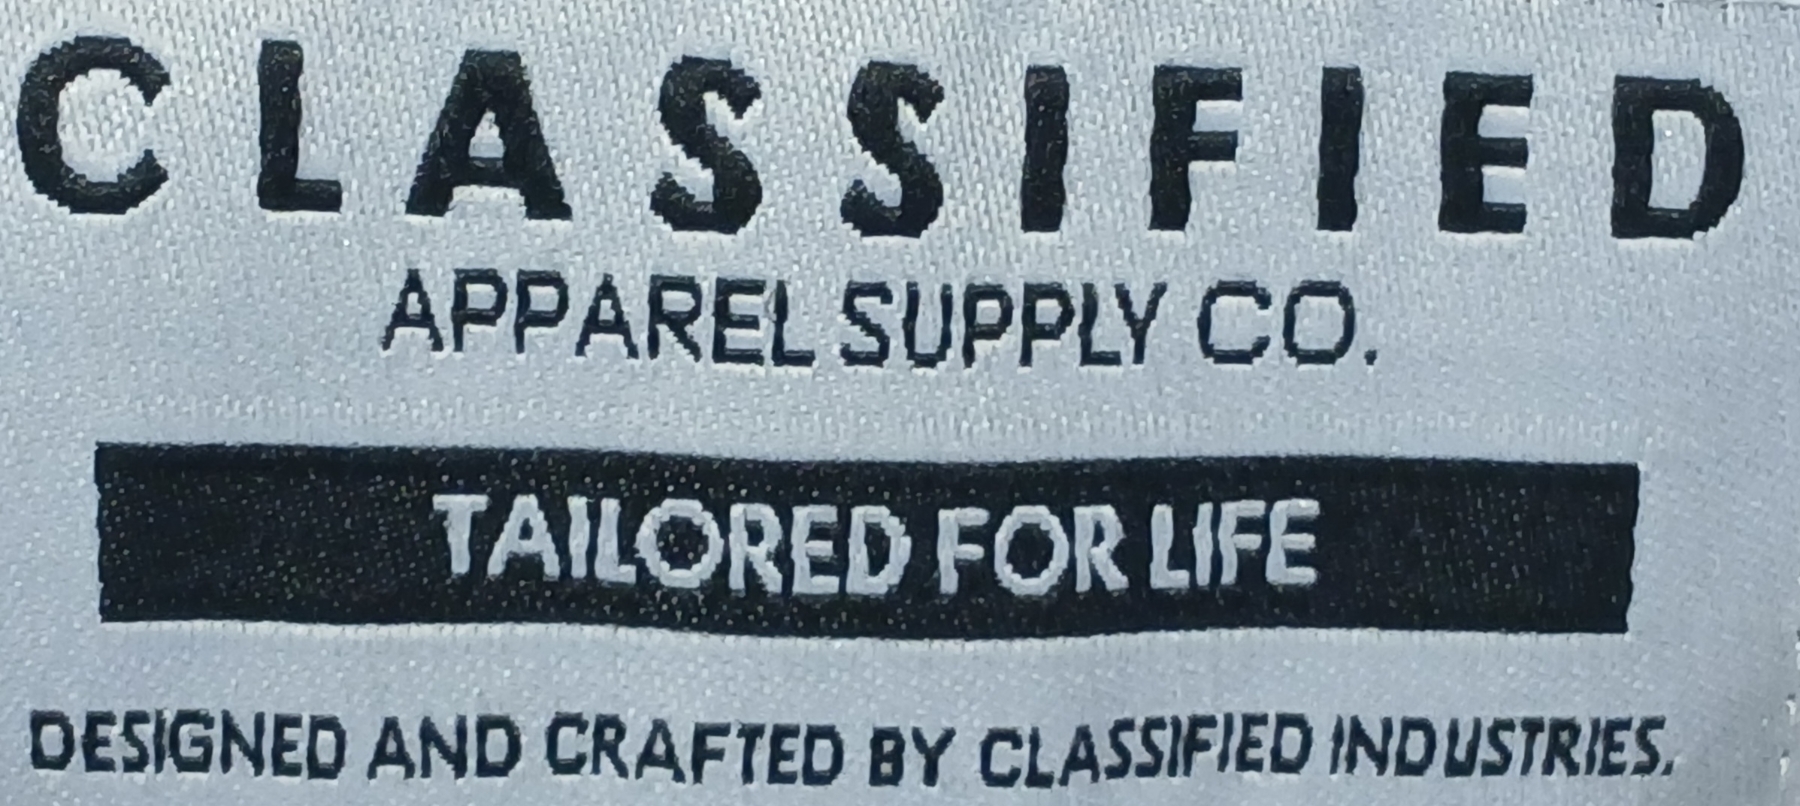 CLASSIFIED
APPAREL SUPPLY CO.
TAILORED FOR LIFE
DESIGNED AND CRAFTED BY CLASSIFIED INDUSTRIES.